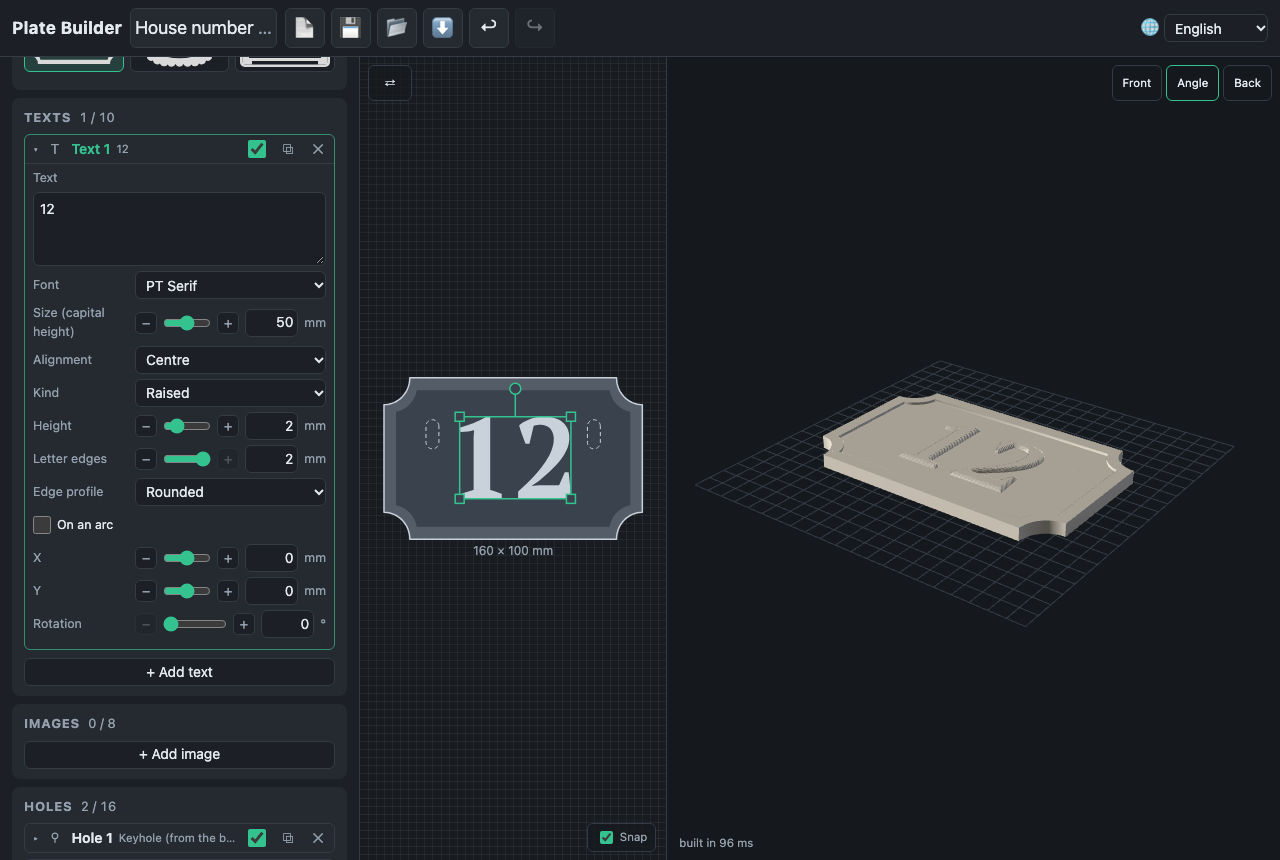 Plate Builder House number ... English
TEXTS 1 / 10
T Text 1 12
Text
12
Font PT Serif
Size (capital height) 50 mm
Alignment Centre
Kind Raised
Height 2 mm
Letter edges 2 mm
Edge profile Rounded
On an arc
X 0 mm
Y 0 mm
Rotation 0 °
+ Add text
IMAGES 0 / 8
+ Add image
HOLES 2 / 16
Hole 1 Keyhole (from the b...
12
160 × 100 mm
Snap
Front Angle Back
12
built in 96 ms